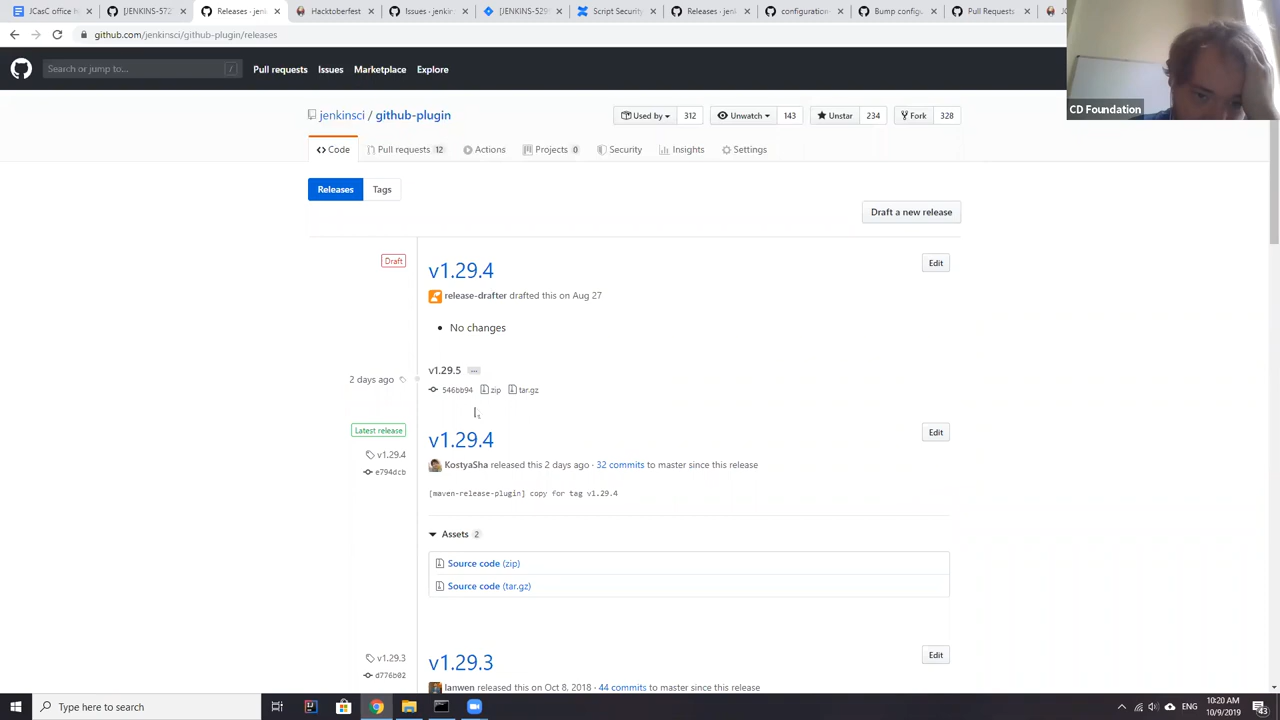 JCasC office h
[JENKINS-572
Releases · jenk
Hacktoberfest
Issues · jenkins
[JENKINS-5299
Script Security
Releases · jenk
configuration-
Bump config
Pull Requests
github.com/jenkinsci/github-plugin/releases
Search or jump to...
/
Pull requests
Issues
Marketplace
Explore
CD Foundation
jenkinsci / github-plugin
Used by 312
Unwatch 143
Unstar 234
Fork 328
Code
Pull requests 12
Actions
Projects 0
Security
Insights
Settings
Releases
Tags
Draft a new release
Draft
v1.29.4
Edit
release-drafter drafted this on Aug 27
No changes
v1.29.5 ...
2 days ago
546bb94 zip tar.gz
Latest release
v1.29.4
Edit
v1.29.4
e794dcb
KostyaSha released this 2 days ago · 32 commits to master since this release
[maven-release-plugin] copy for tag v1.29.4
Assets 2
Source code (zip)
Source code (tar.gz)
v1.29.3
d776b02
v1.29.3
Edit
lanwen released this on Oct 8, 2018 · 44 commits to master since this release
Type here to search
ENG
10:20 AM
10/9/2019
43